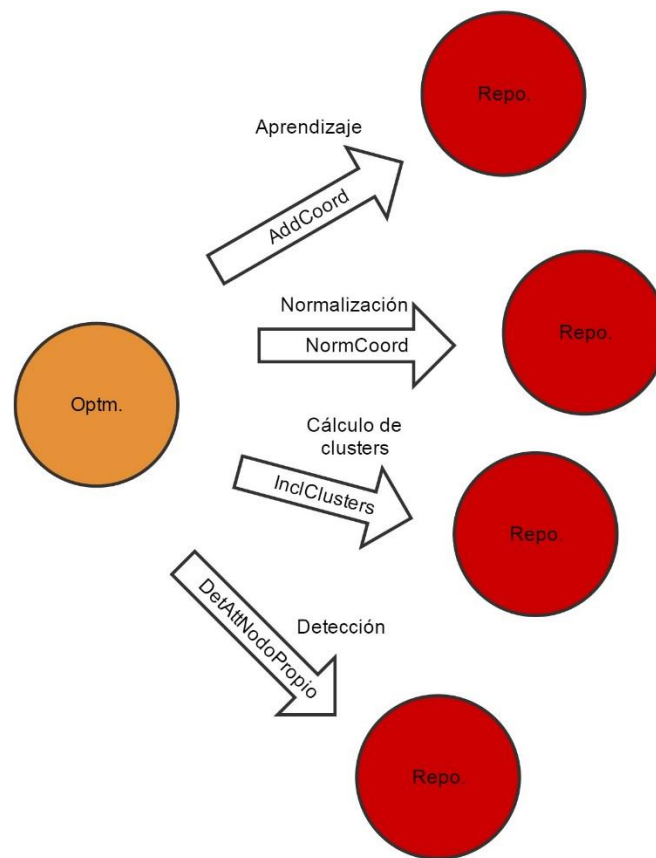 Repo.
Aprendizaje
AddCoord
Normalización
NormCoord
Repo.
Optm.
Cálculo de
clusters
InclClusters
Repo.
DetAttNodoPropio
Detección
Repo.